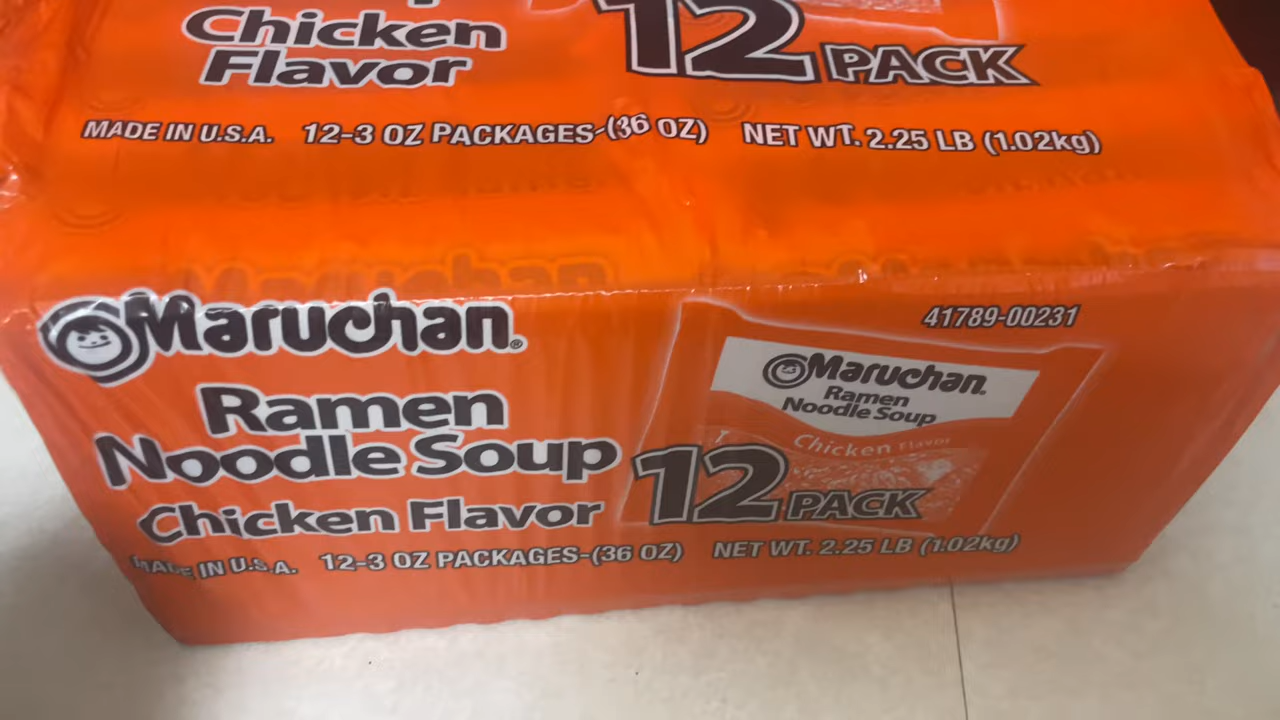 Chicken
Flavor
12 PACK
MADE IN U.S.A. 12-3 OZ PACKAGES-(36 OZ) NET WT. 2.25 LB (1.02kg)
Maruchan®
41789-00231
Ramen
Noodle Soup
Chicken Flavor
Maruchan®
Ramen
Noodle Soup
Chicken Flavor
12 PACK
MADE IN U.S.A. 12-3 OZ PACKAGES-(36 OZ) NET WT. 2.25 LB (1.02kg)